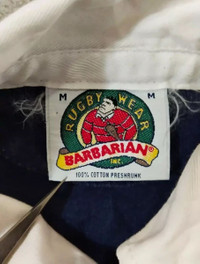 M M
RUGBY WEAR
BARBARIAN®
INC.
100% COTTON PRESHRUNK